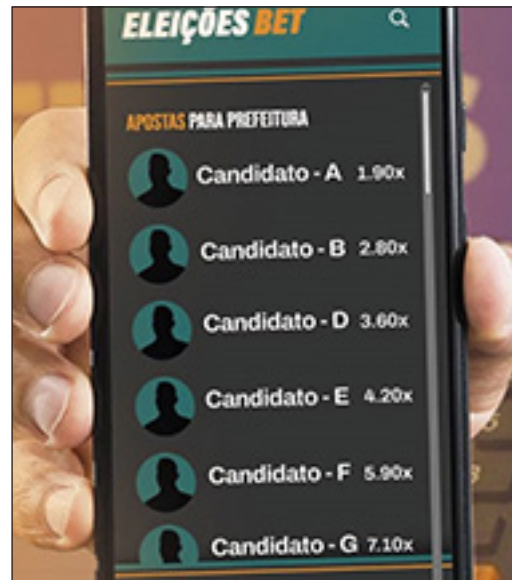 ELEIÇÕES BET
APOSTAS PARA PREFEITURA
Candidato - A 1.90x
Candidato - B 2.80x
Candidato - D 3.60x
Candidato - E 4.20x
Candidato - F 5.90x
Candidato - G 7.10x